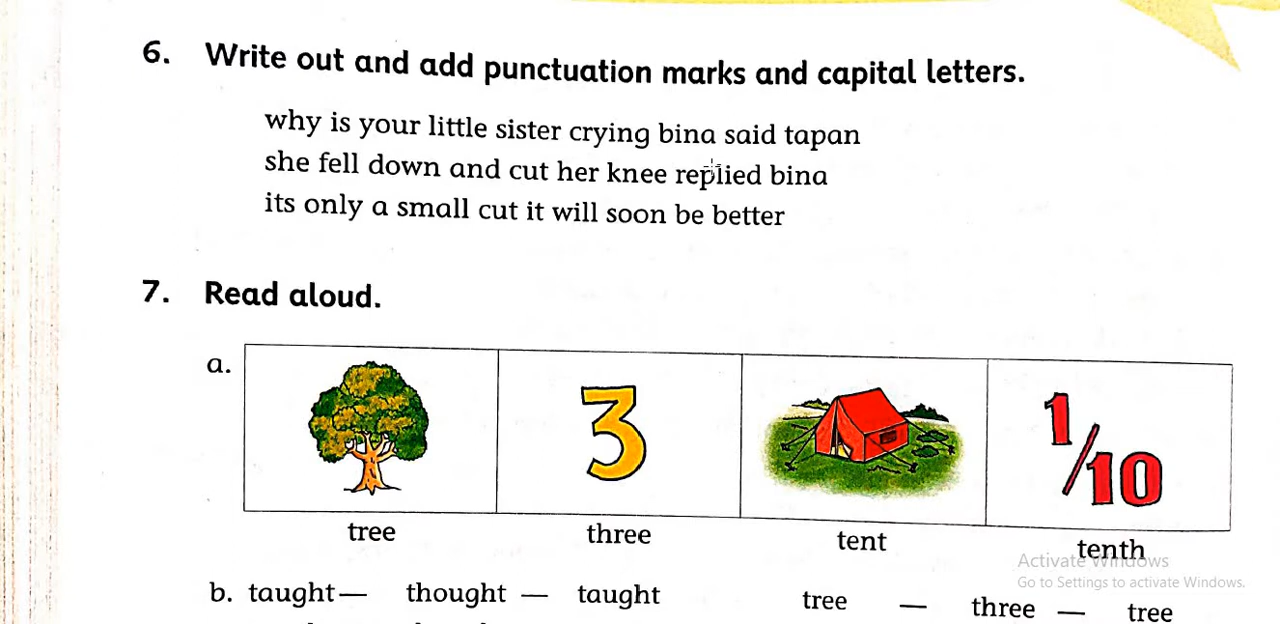 6. Write out and add punctuation marks and capital letters.
why is your little sister crying bina said tapan
she fell down and cut her knee replied bina
its only a small cut it will soon be better
7. Read aloud.
a.
3
1/10
tree three tent tenth
Activate Windows
Go to Settings to activate Windows.
b. taught— thought — taught tree — three — tree